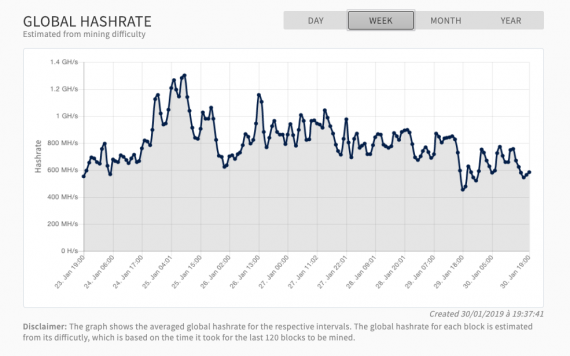 GLOBAL HASHRATE
Estimated from mining difficulty
DAY WEEK MONTH YEAR
1.4 GH/s
1.2 GH/s
1 GH/s
800 MH/s
600 MH/s
400 MH/s
200 MH/s
0 H/s
Hashrate
23. Jan 19:00
24. Jan 06:00
24. Jan 17:00
25. Jan 04:01
25. Jan 15:00
26. Jan 02:00
26. Jan 13:00
27. Jan 00:00
27. Jan 11:02
27. Jan 22:01
28. Jan 09:01
28. Jan 20:01
29. Jan 07:00
29. Jan 18:00
30. Jan 05:00
30. Jan 19:00
Created 30/01/2019 à 19:37:41
Disclaimer: The graph shows the averaged global hashrate for the respective intervals. The global hashrate for each block is estimated
from its difficutly, which is based on the time it took for the last 120 blocks to be mined.